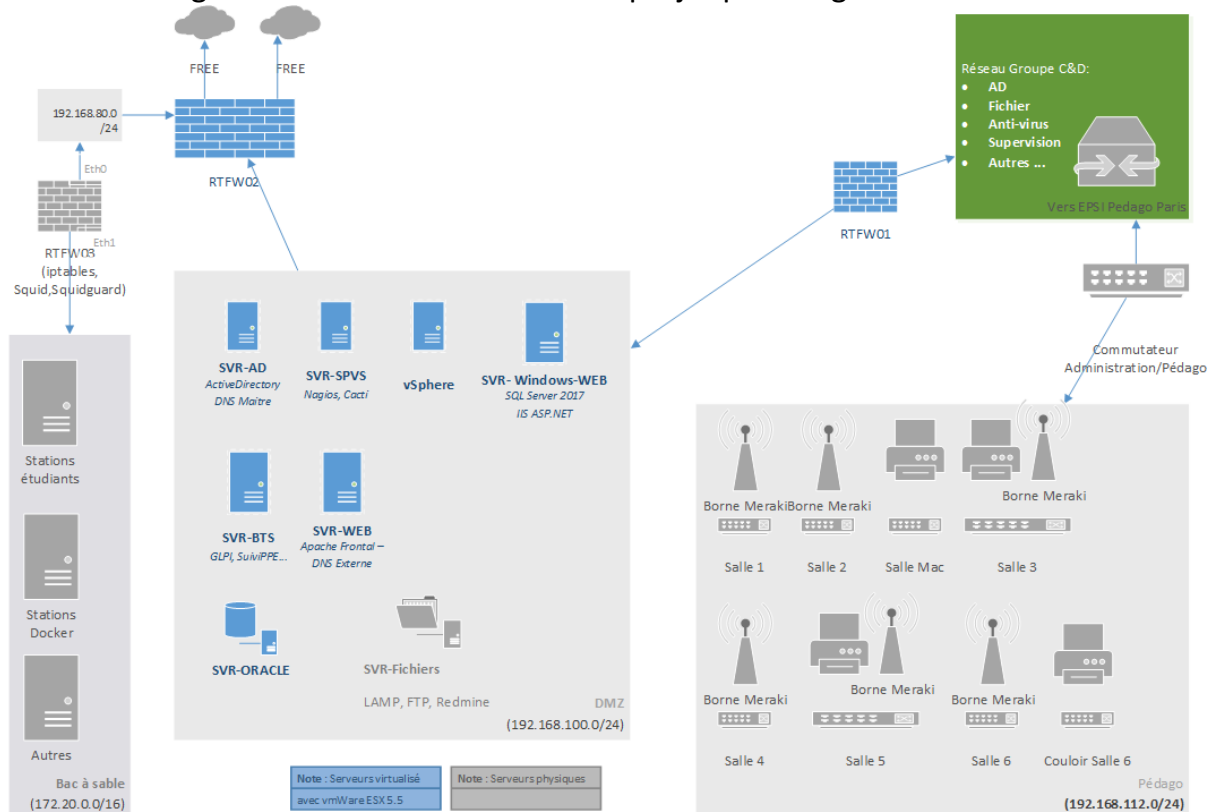 FREE
FREE
192.168.80.0
/24
Eth0
RTFW02
Eth1
RTFW03
(iptables,
Squid,Squidguard)
Réseau Groupe C&D:
• AD
• Fichier
• Anti-virus
• Supervision
• Autres ...
Vers EPSI Pedago Paris
RTFW01
Commutateur
Administration/Pédago
SVR-AD
ActiveDirectory
DNS Maitre
SVR-SPVS
Nagios, Cacti
vSphere
SVR- Windows-WEB
SQL Server 2017
IIS ASP.NET
SVR-BTS
GLPI, SuiviPPE...
SVR-WEB
Apache Frontal –
DNS Externe
SVR-ORACLE
SVR-Fichiers
LAMP, FTP, Redmine
DMZ
(192.168.100.0/24)
Stations
étudiants
Stations
Docker
Autres
Bac à sable
(172.20.0.0/16)
Note : Serveurs virtualisé
avec vmWare ESX 5.5
Note : Serveurs physiques
Borne Meraki
Borne Meraki
Borne Meraki
Salle 1
Salle 2
Salle Mac
Salle 3
Borne Meraki
Borne Meraki
Borne Meraki
Salle 4
Salle 5
Salle 6
Couloir Salle 6
Pédago
(192.168.112.0/24)